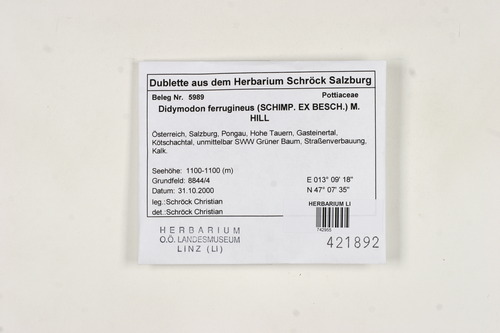 Dublette aus dem Herbarium Schröck Salzburg
Beleg Nr. 5989 Pottiaceae
Didymodon ferrugineus (SCHIMP. EX BESCH.) M.
HILL
Österreich, Salzburg, Pongau, Hohe Tauern, Gasteinertal,
Kötschachtal, unmittelbar SWW Grüner Baum, Straßenverbauung,
Kalk.
Seehöhe: 1100-1100 (m)
Grundfeld: 8844/4 E 013° 09' 18"
Datum: 31.10.2000 N 47° 07' 35"
leg.:Schröck Christian
det.:Schröck Christian
HERBARIUM LI
742955
HERBARIUM
O.Ö. LANDESMUSEUM
LINZ (LI)
421892